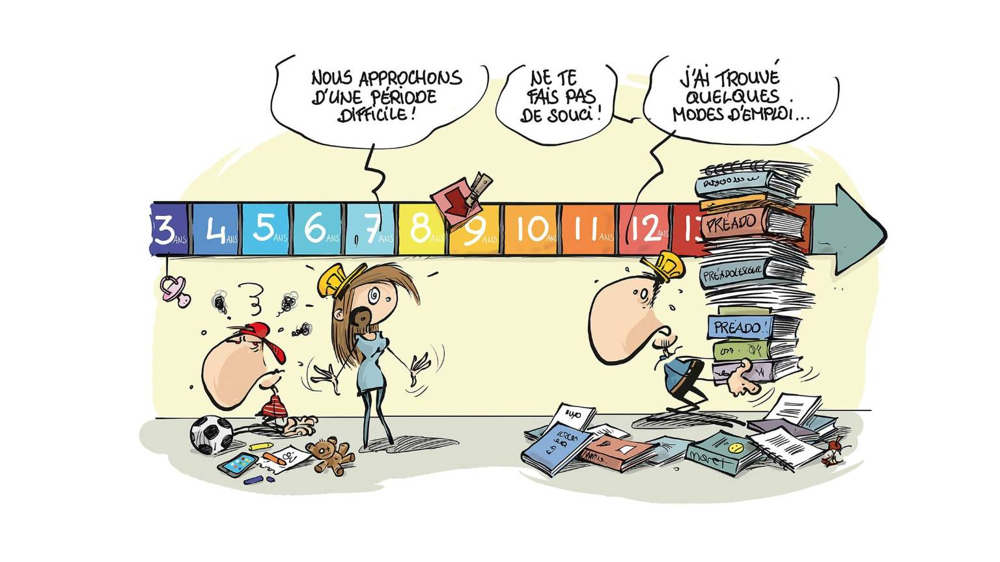 NOUS APPROCHONS
D'UNE PÉRIODE
DIFFICILE !
NE TE
FAIS PAS
DE SOUCI !
J'AI TROUVÉ
QUELQUES
MODES D'EMPLOI...
3 ANS
4 ANS
5 ANS
6 ANS
7 ANS
8 ANS
9 ANS
10 ANS
11 ANS
12 ANS
13
PRÉADO
PRÉADOLESCENCE
PRÉADO !